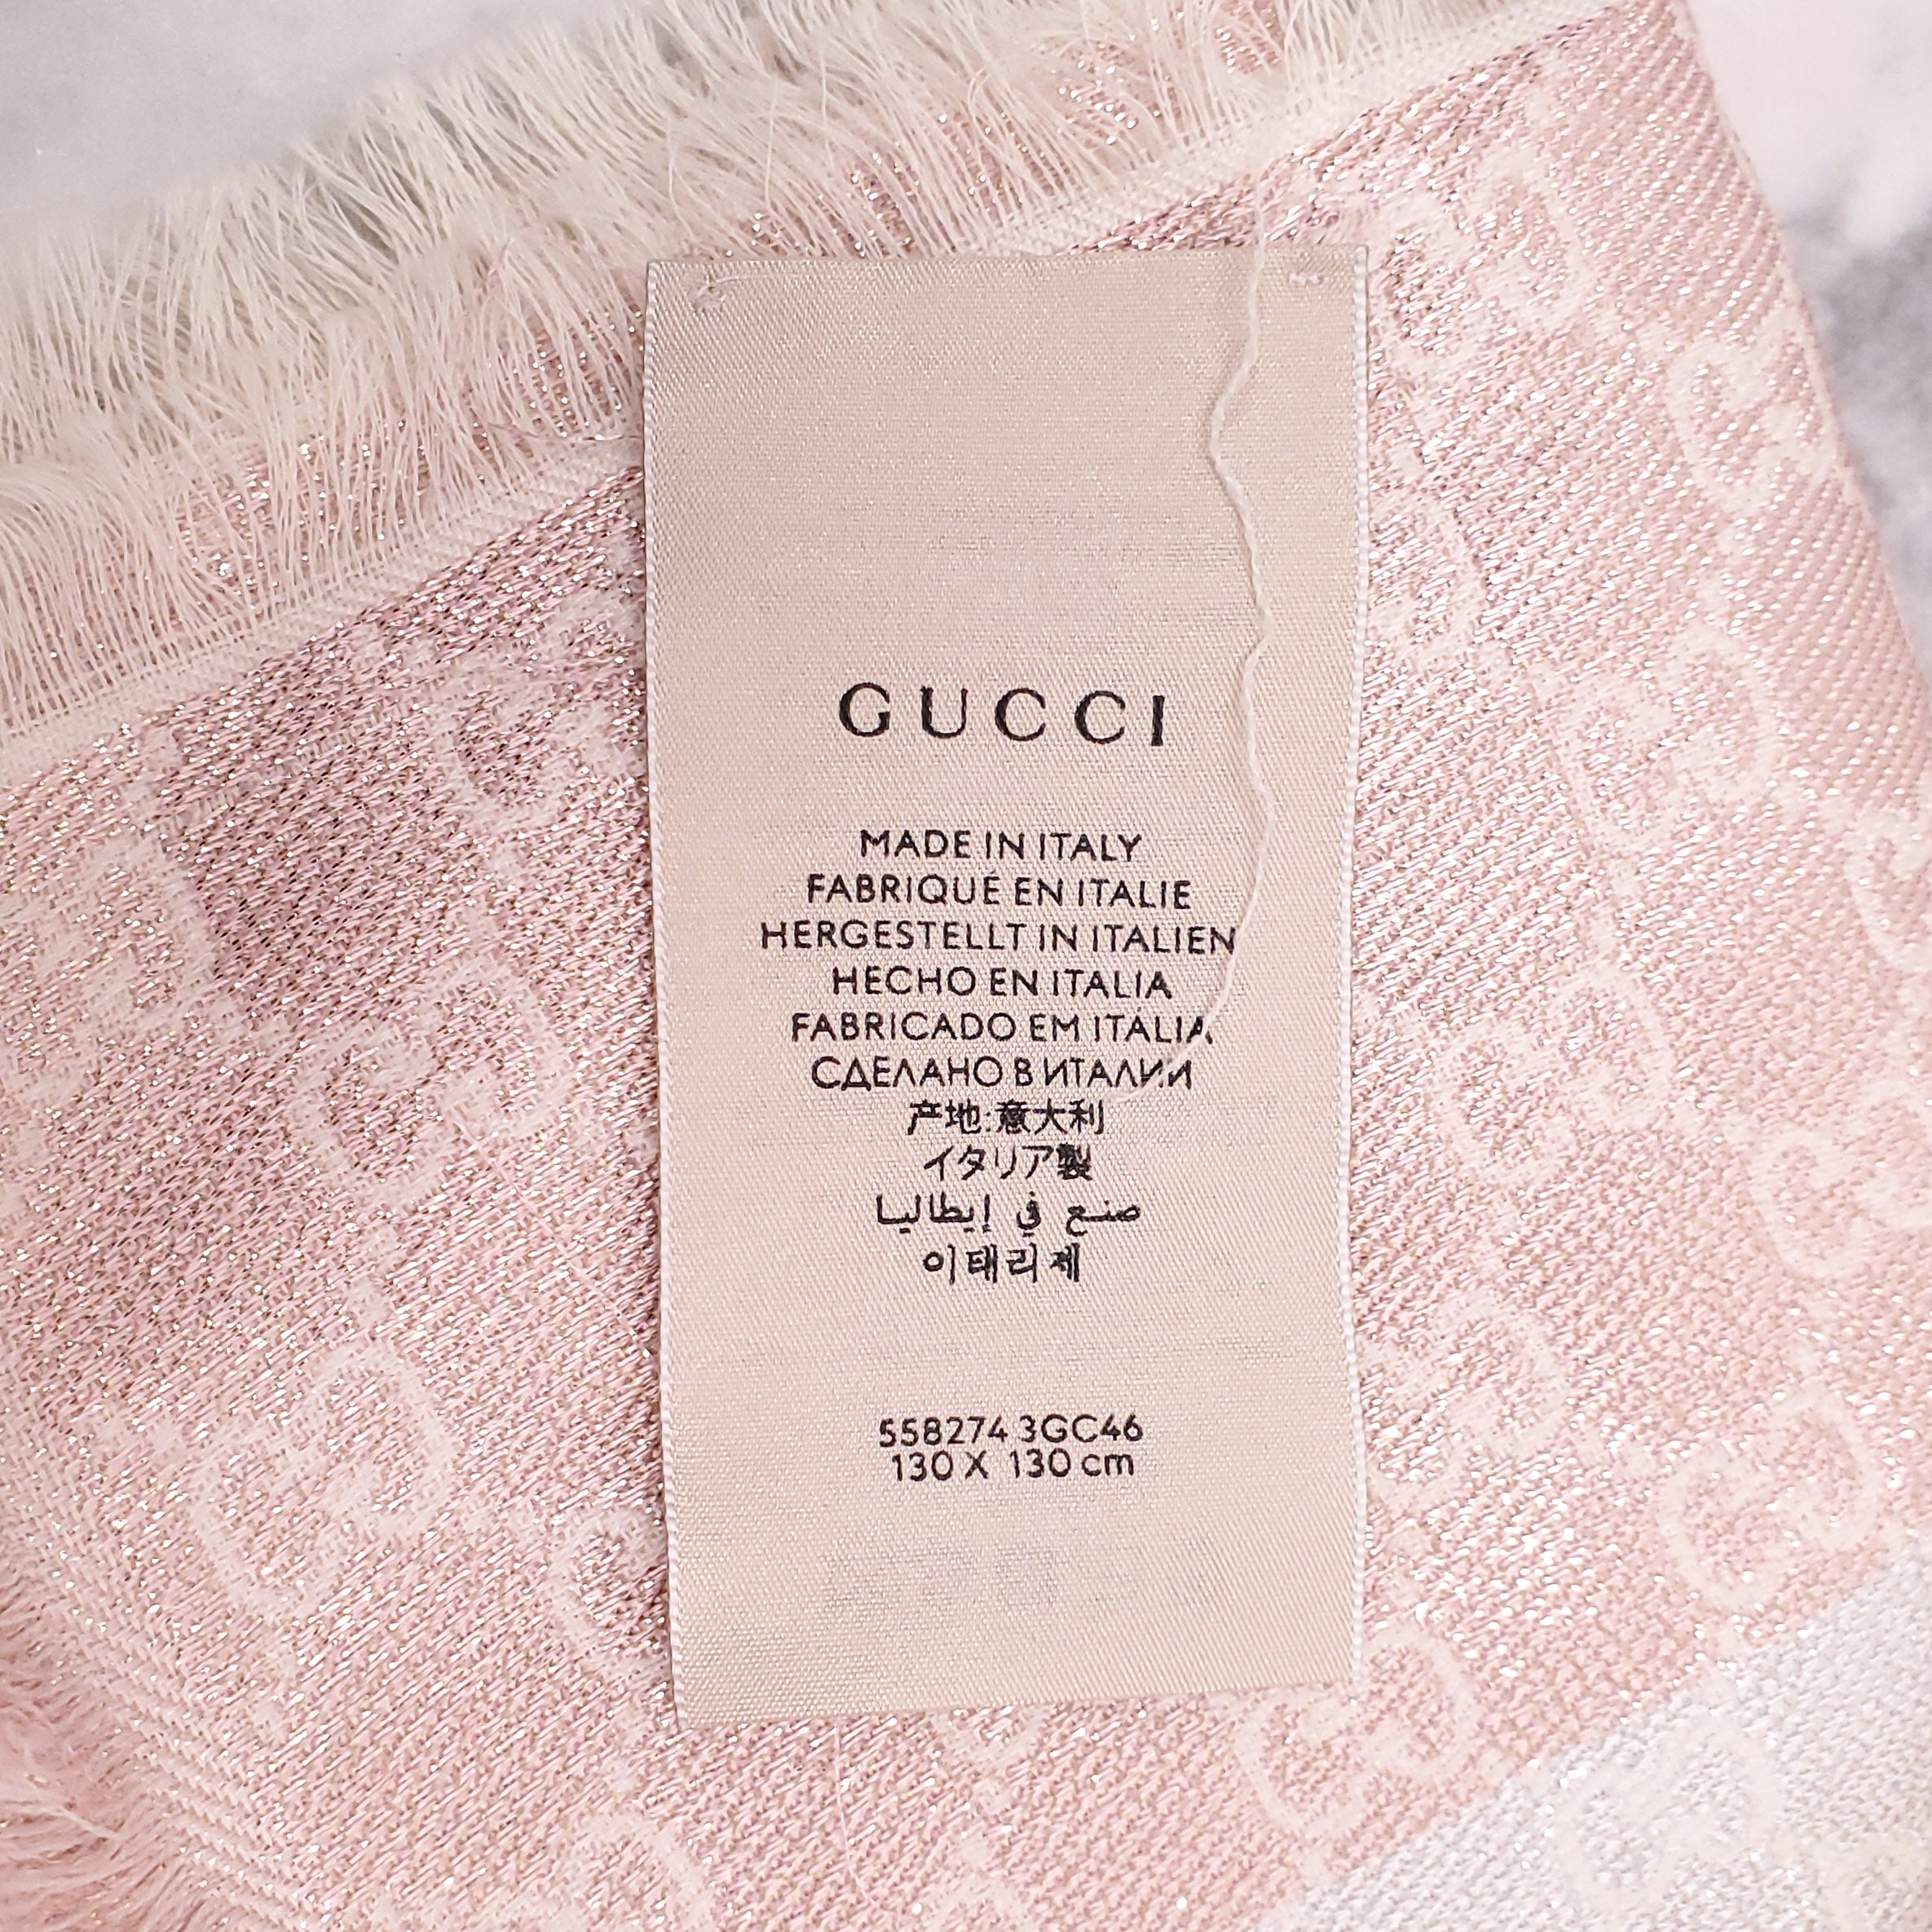 GUCCI
MADE IN ITALY
FABRIQUE EN ITALIE
HERGESTELLT IN ITALIEN
HECHO EN ITALIA
FABRICADO EM ITALIA
СДЕЛАНО В ИТАЛИИ
产地:意大利
イタリア製
صنع في إيطاليا
이태리제
558274 3GC46
130 X 130 cm